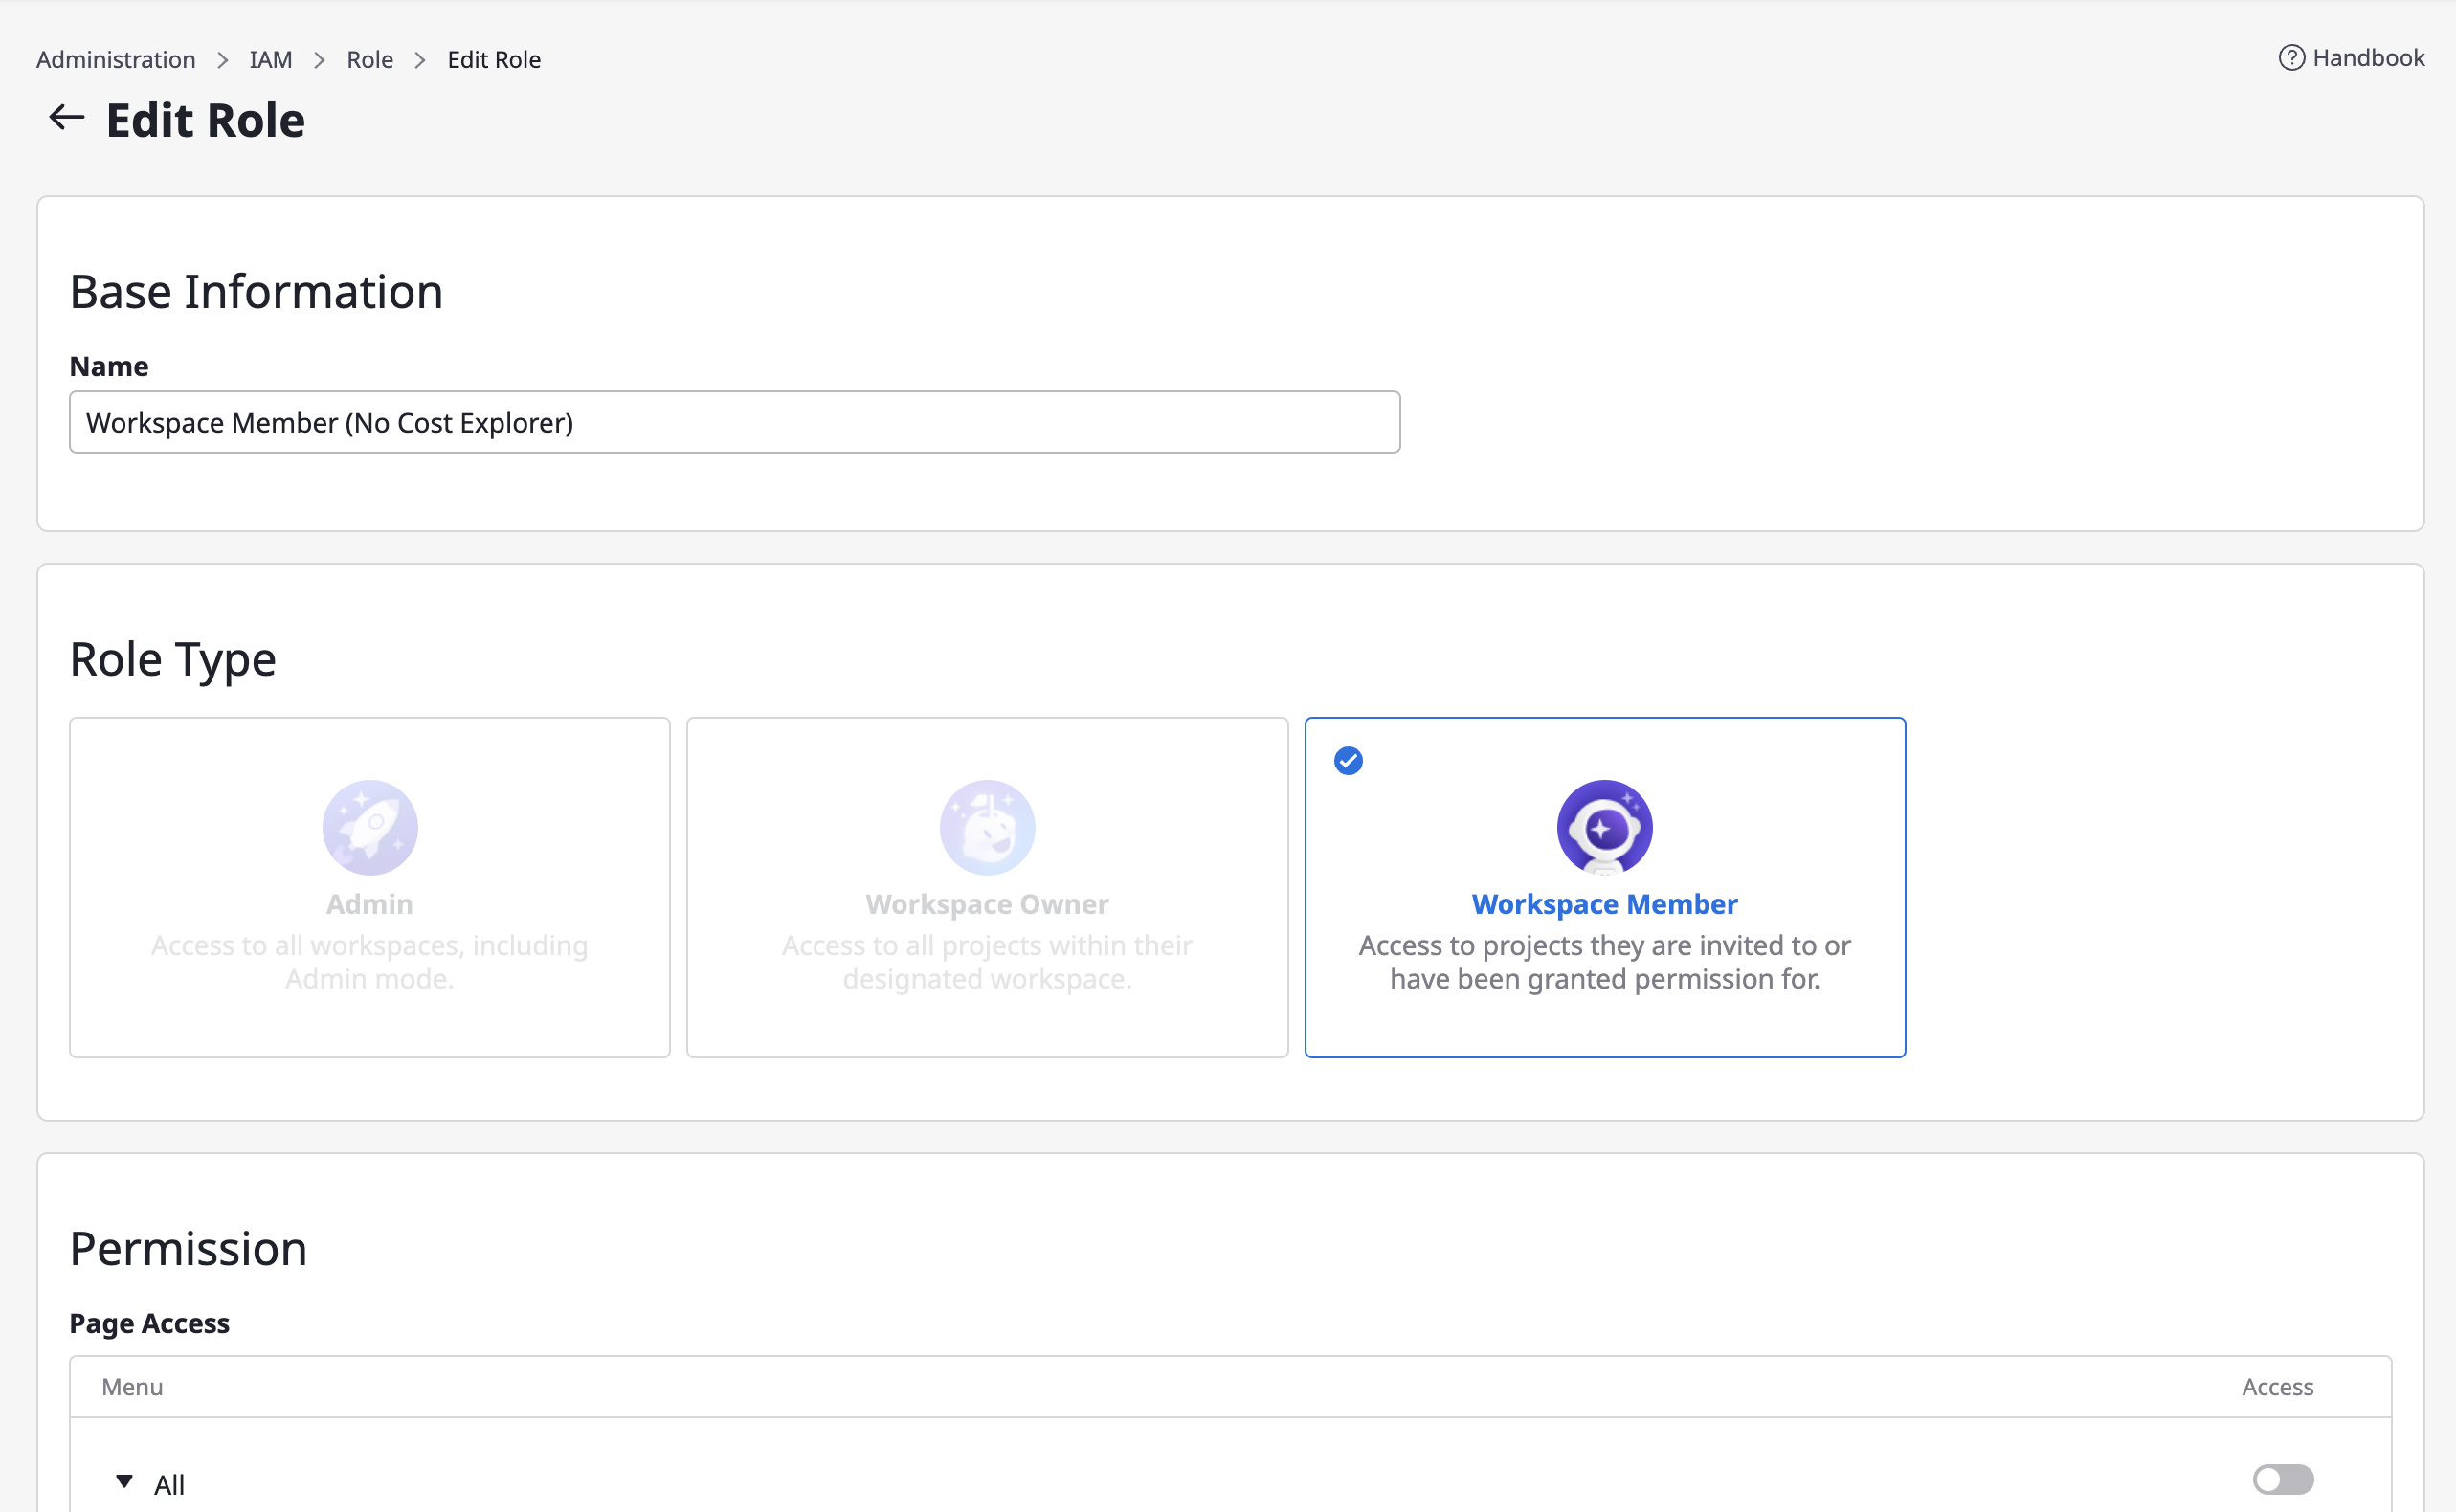 Administration > IAM > Role > Edit Role
Handbook
Edit Role
Base Information
Name
Workspace Member (No Cost Explorer)
Role Type
Admin
Access to all workspaces, including
Admin mode.
Workspace Owner
Access to all projects within their
designated workspace.
Workspace Member
Access to projects they are invited to or
have been granted permission for.
Permission
Page Access
Menu
Access
All